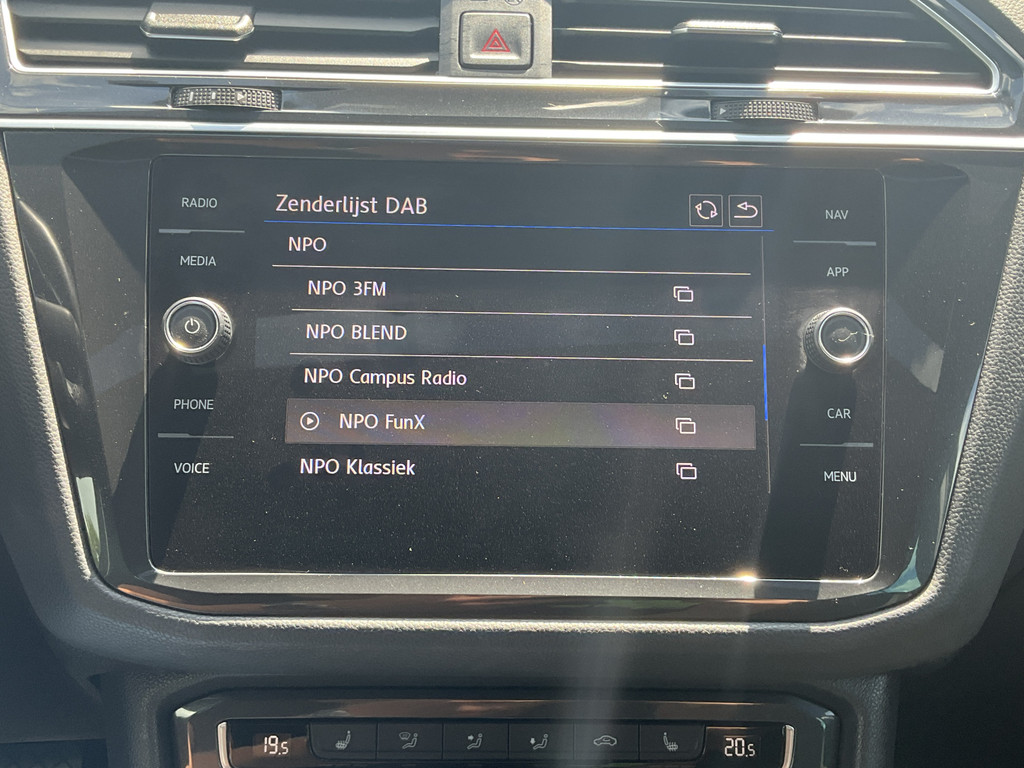 RADIO
MEDIA
PHONE
VOICE
Zenderlijst DAB
NPO
NPO 3FM
NPO BLEND
NPO Campus Radio
NPO FunX
NPO Klassiek
NAV
APP
CAR
MENU
19.5
20.5